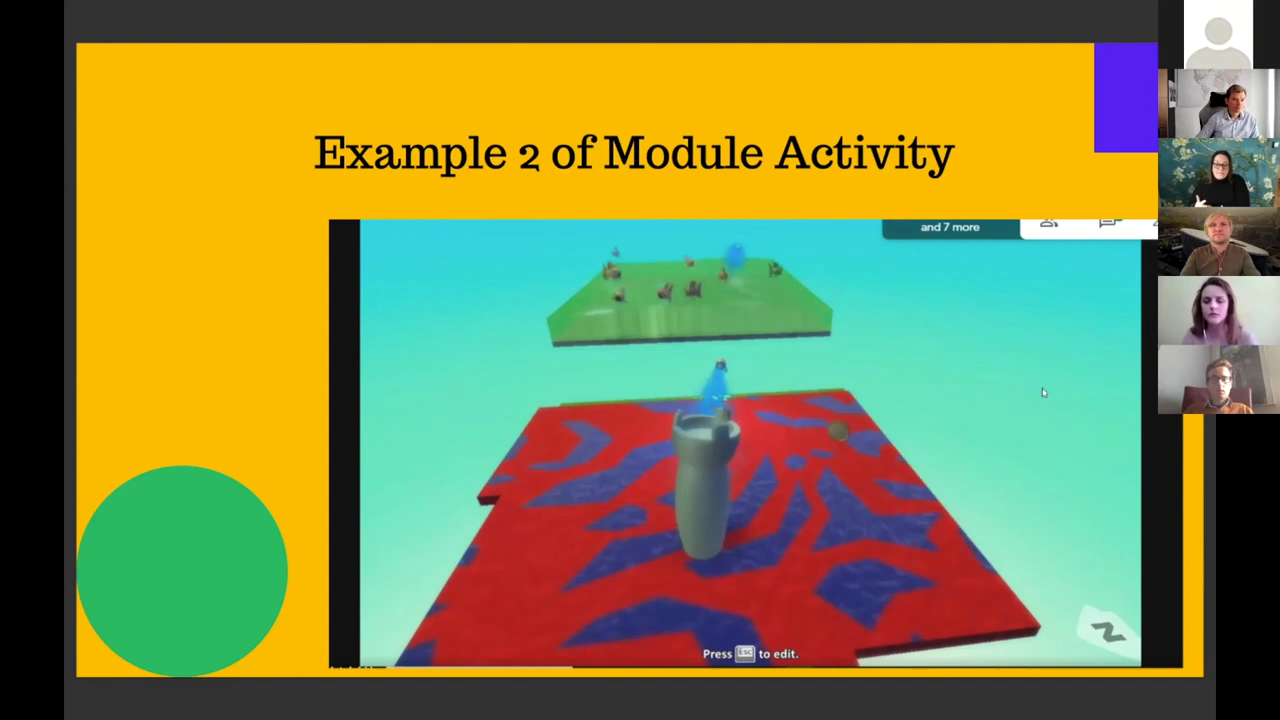 Example 2 of Module Activity
and 7 more
Press Esc to edit.